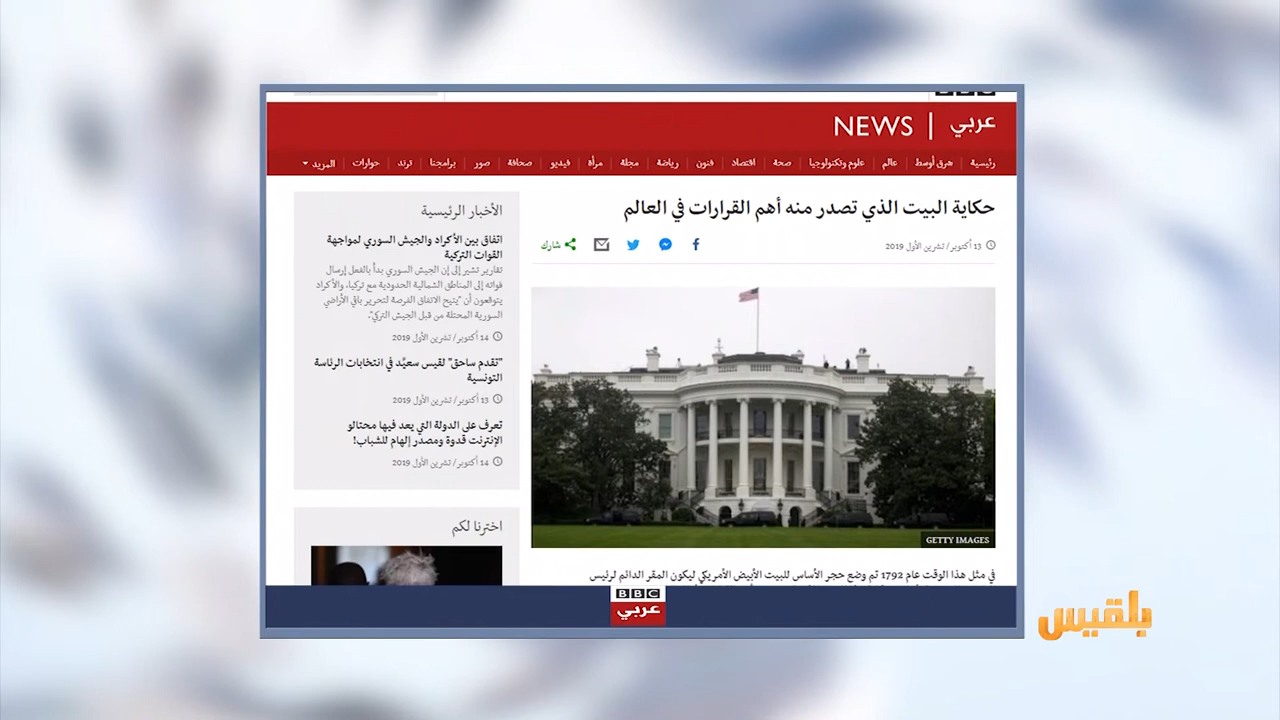 عربي | NEWS
رئيسية شرق أوسط عالم علوم وتكنولوجيا صحة اقتصاد فنون رياضة مجلة مرأة فيديو صحافة صور برامجنا ترند حوارات المزيد
حكاية البيت الذي تصدر منه أهم القرارات في العالم
13 أكتوبر/ تشرين الأول 2019
شارك
GETTY IMAGES
في مثل هذا الوقت عام 1792 تم وضع حجر الأساس للبيت الأبيض الأمريكي ليكون المقر الدائم لرئيس
الأخبار الرئيسية
اتفاق بين الأكراد والجيش السوري لمواجهة
القوات التركية
تقارير تشير إلى إن الجيش السوري بدأ بالفعل إرسال
قواته إلى المناطق الشمالية الحدودية مع تركيا، والأكراد
يتوقعون أن "يتيح الاتفاق الفرصة لتحرير باقي الأراضي
السورية المحتلة من قبل الجيش التركي".
14 أكتوبر/ تشرين الأول 2019
"تقدم ساحق" لقيس سعيّد في انتخابات الرئاسة
التونسية
13 أكتوبر/ تشرين الأول 2019
تعرف على الدولة التي يعد فيها محتالو
الإنترنت قدوة ومصدر إلهام للشباب!
14 أكتوبر/ تشرين الأول 2019
اخترنا لكم
BBC
عربي
بلقيس